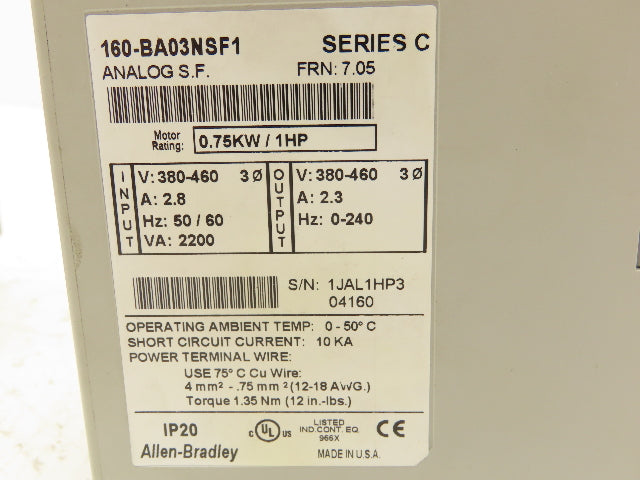 160-BA03NSF1 SERIES C
ANALOG S.F. FRN: 7.05
Motor Rating: 0.75KW / 1HP
INPUT
V: 380-460 3 Ø
A: 2.8
Hz: 50 / 60
VA: 2200
OUTPUT
V: 380-460 3 Ø
A: 2.3
Hz: 0-240
S/N: 1JAL1HP3
04160
OPERATING AMBIENT TEMP: 0 - 50° C
SHORT CIRCUIT CURRENT: 10 KA
POWER TERMINAL WIRE:
USE 75° C Cu Wire:
4 mm² - .75 mm² (12-18 AWG.)
Torque 1.35 Nm (12 in.-lbs.)
IP20
Allen-Bradley
C UL US
LISTED
IND.CONT. EQ.
966X
CE
MADE IN U.S.A.